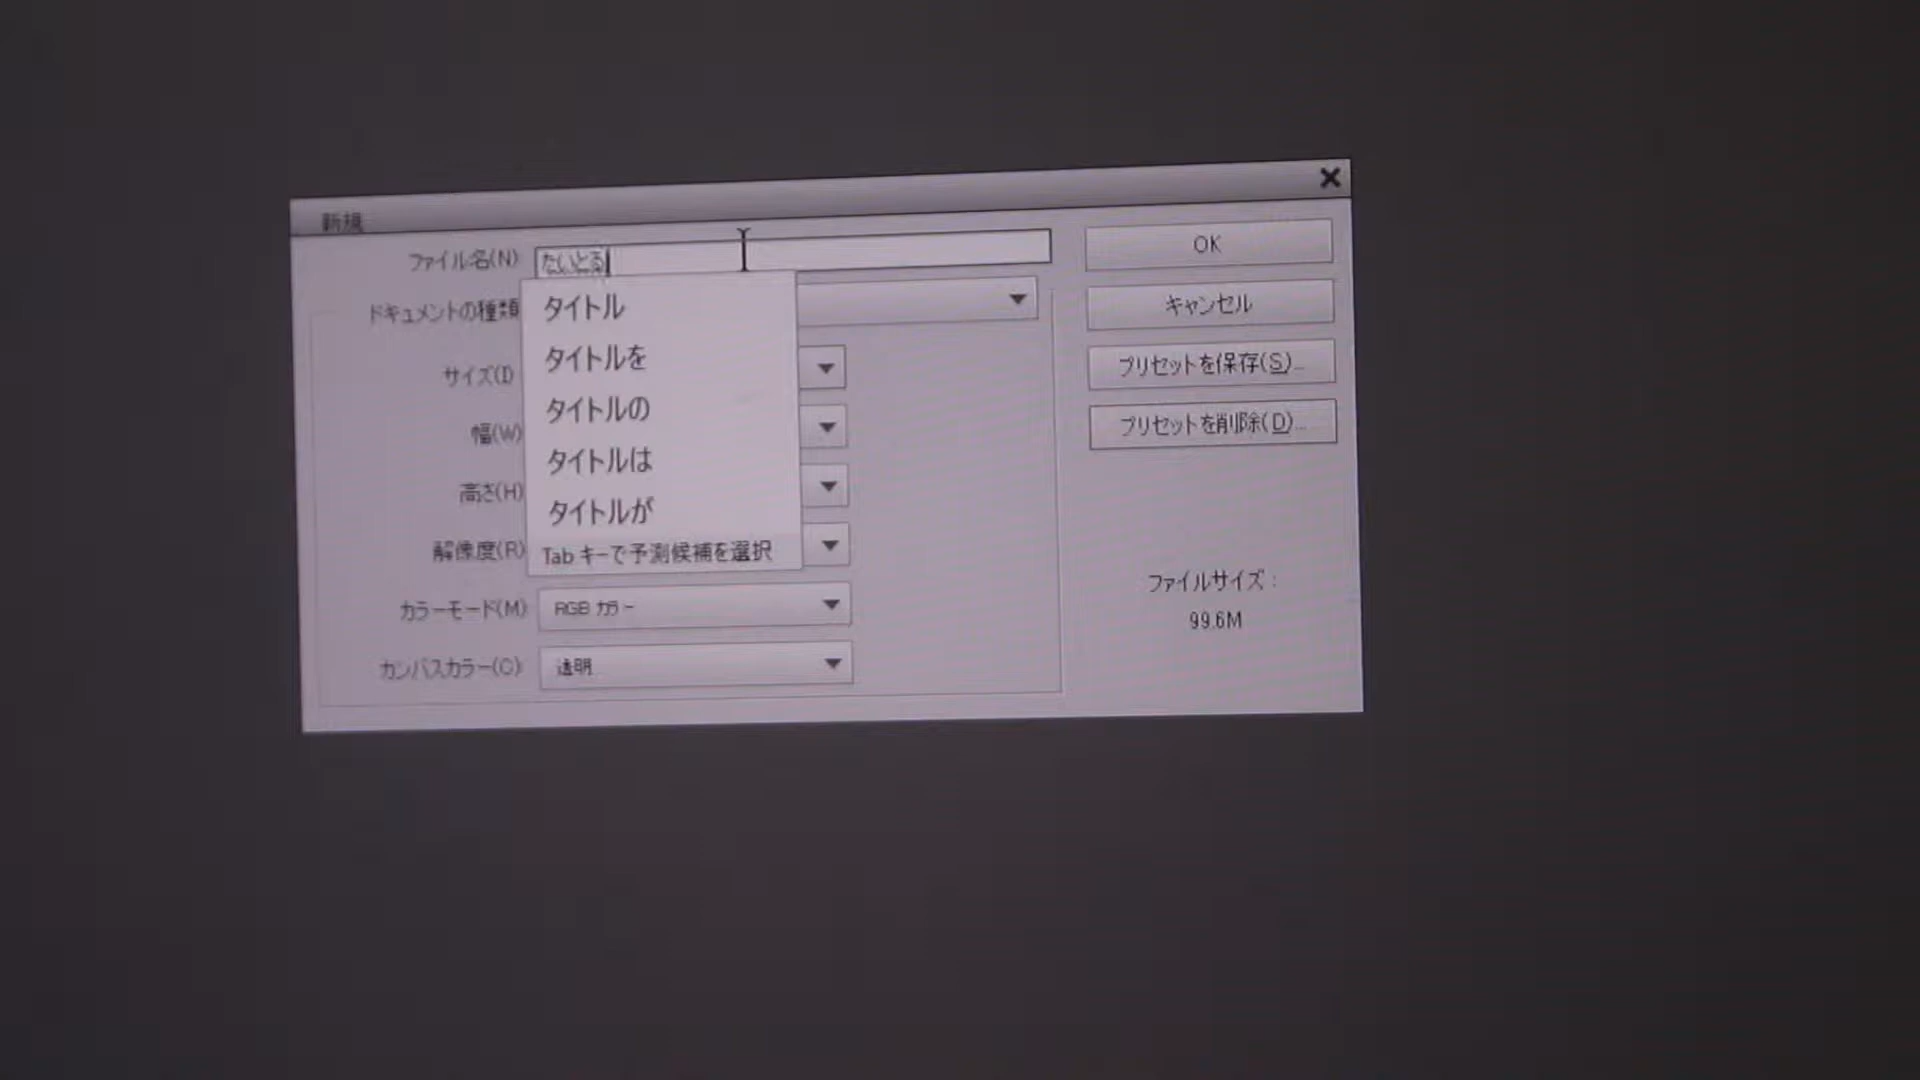 新規
ファイル名(N)
たいとる
OK
ドキュメントの種類
タイトル
キャンセル
サイズ(I)
タイトルを
プリセットを保存(S)...
幅(W)
タイトルの
プリセットを削除(D)...
高さ(H)
タイトルは
タイトルが
解像度(R)
Tab キーで予測候補を選択
ファイルサイズ :
カラーモード(M)
RGB カラー
99.6M
カンバスカラー(C)
透明